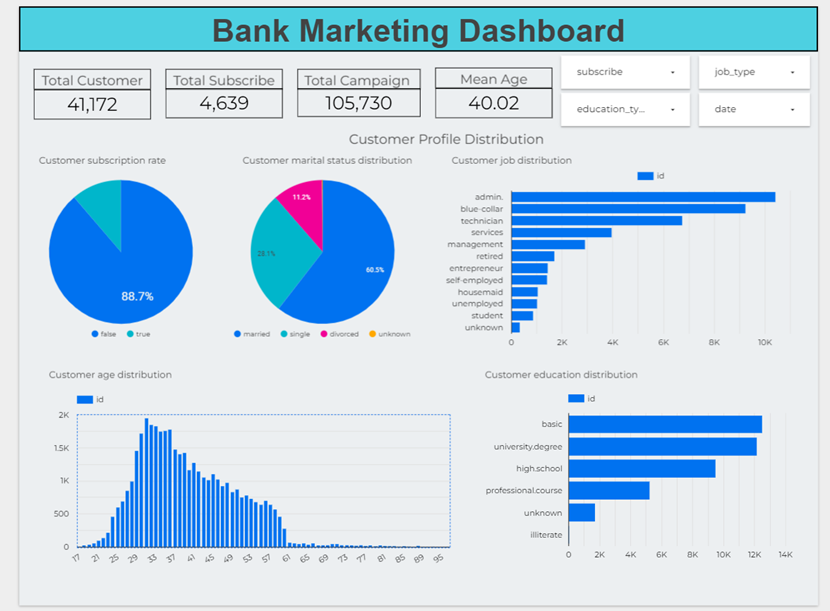 Bank Marketing Dashboard
Total Customer
41,172
Total Subscribe
4,639
Total Campaign
105,730
Mean Age
40.02
subscribe
job_type
education_ty...
date
Customer Profile Distribution
Customer subscription rate
88.7%
false true
Customer marital status distribution
11.2%
28.1%
60.5%
married single divorced unknown
Customer job distribution
id
admin.
blue-collar
technician
services
management
retired
entrepreneur
self-employed
housemaid
unemployed
student
unknown
0 2K 4K 6K 8K 10K
Customer age distribution
id
2K
1.5K
1K
500
0
17 21 25 29 33 37 41 45 49 53 57 61 65 69 73 77 81 85 89 95
Customer education distribution
id
basic
university.degree
high.school
professional.course
unknown
illiterate
0 2K 4K 6K 8K 10K 12K 14K